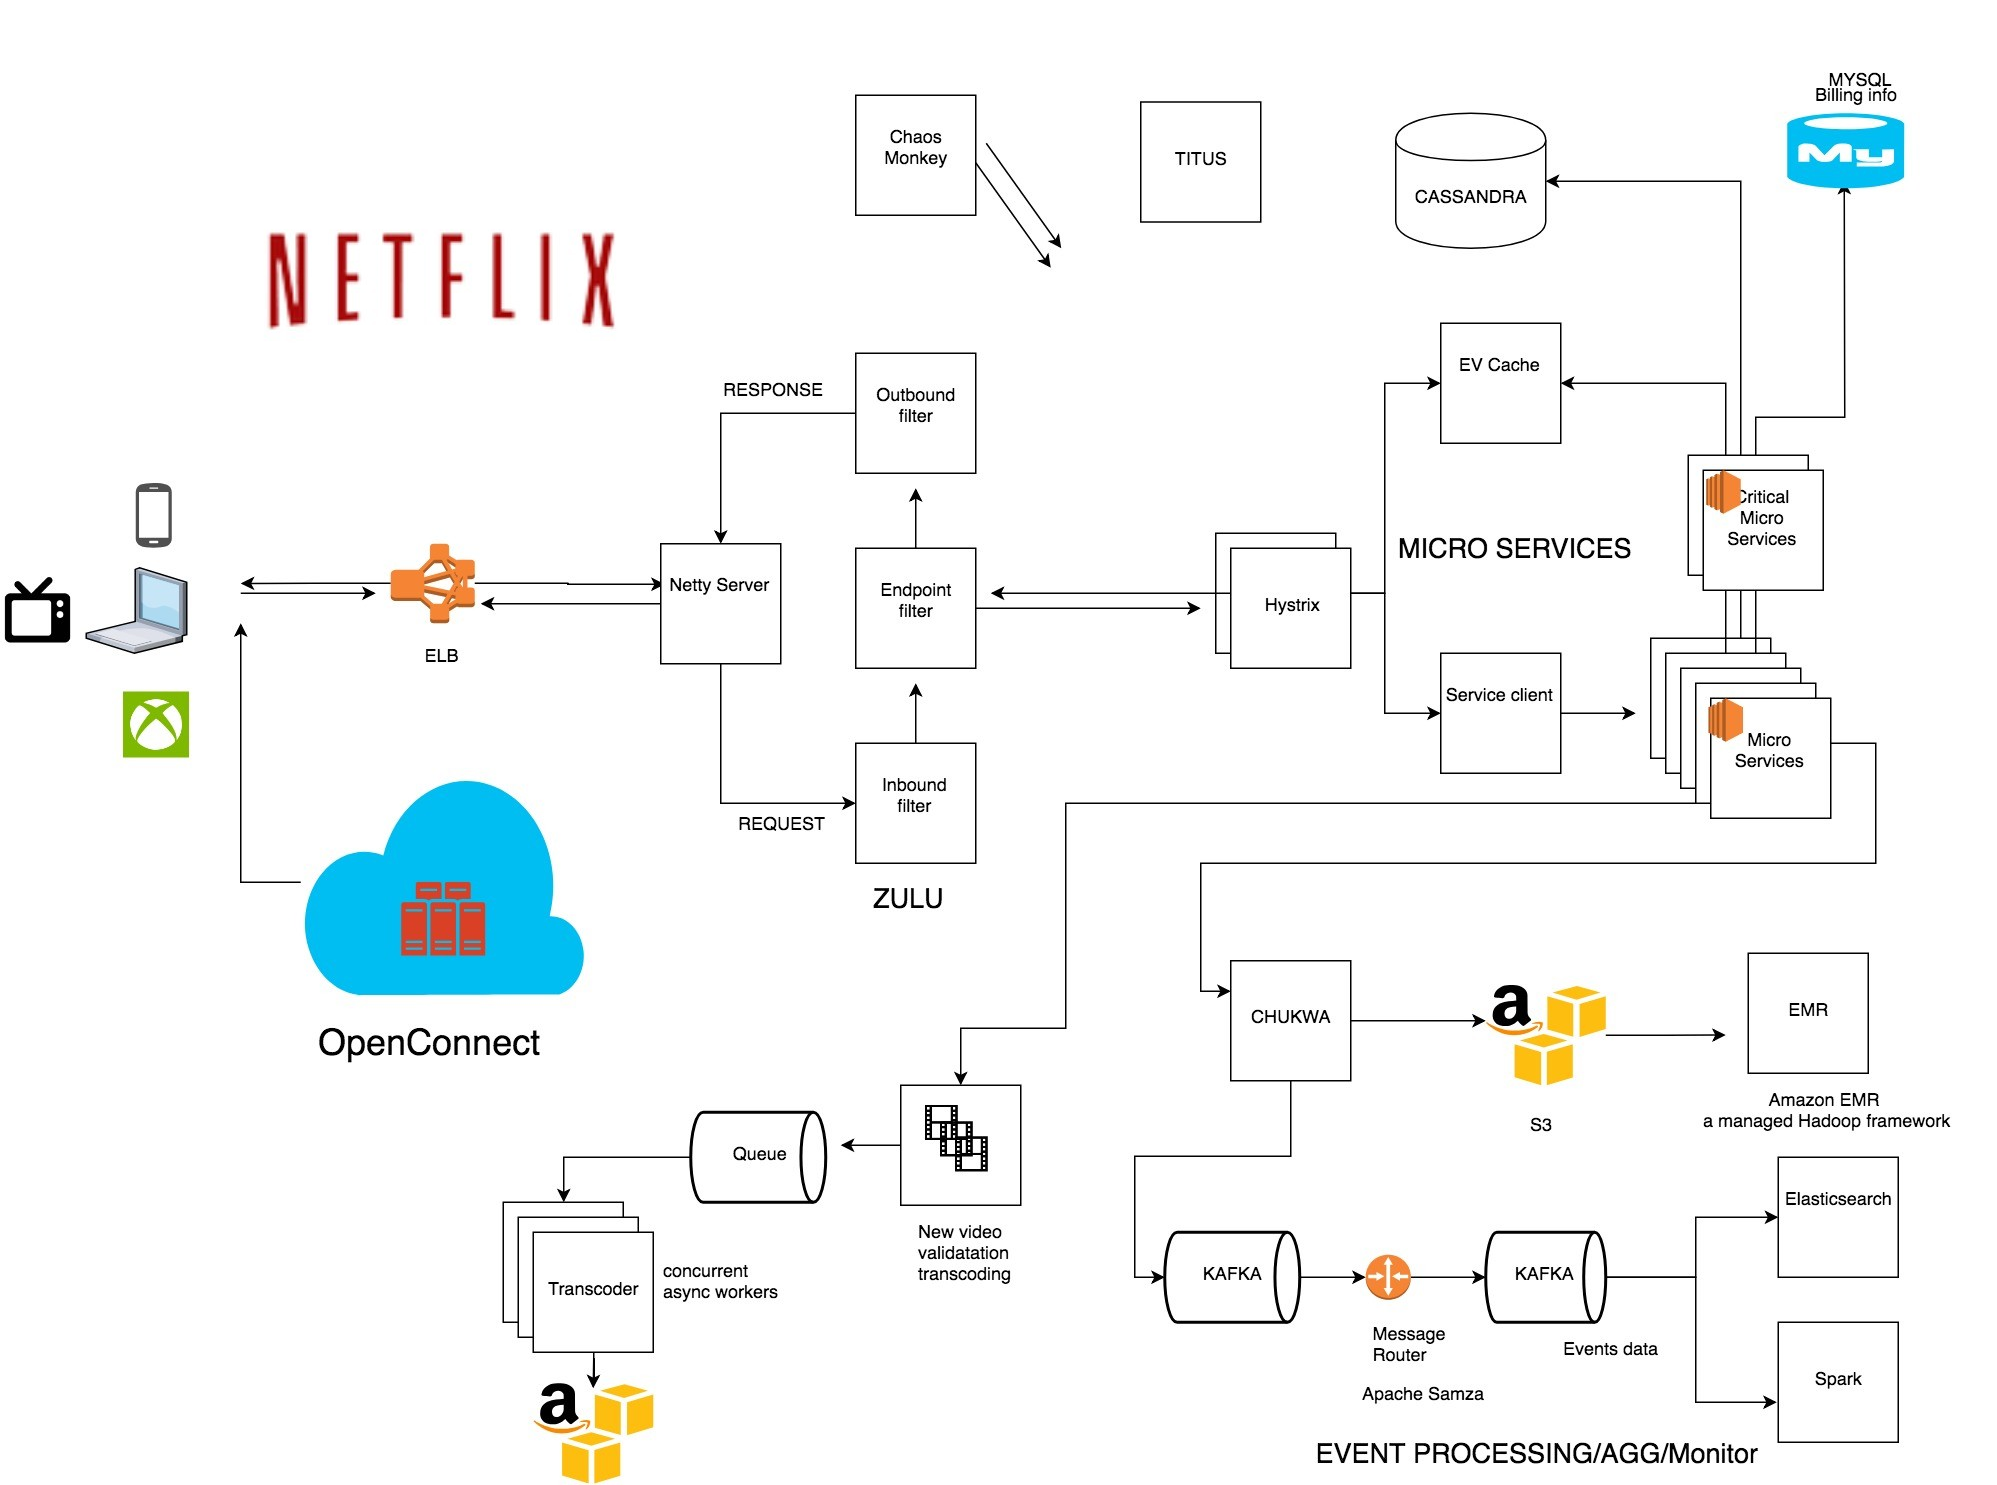 MYSQL
Billing info
My
Chaos
Monkey
TITUS
CASSANDRA
NETFLIX
EV Cache
RESPONSE
Outbound
filter
Critical
Micro
Services
MICRO SERVICES
Netty Server
Endpoint
filter
Hystrix
ELB
Service client
Micro
Services
Inbound
filter
REQUEST
ZULU
OpenConnect
CHUKWA
a
S3
EMR
Amazon EMR
a managed Hadoop framework
Queue
New video
validatation
transcoding
Transcoder
concurrent
async workers
a
KAFKA
Message
Router
Apache Samza
KAFKA
Events data
Elasticsearch
Spark
EVENT PROCESSING/AGG/Monitor